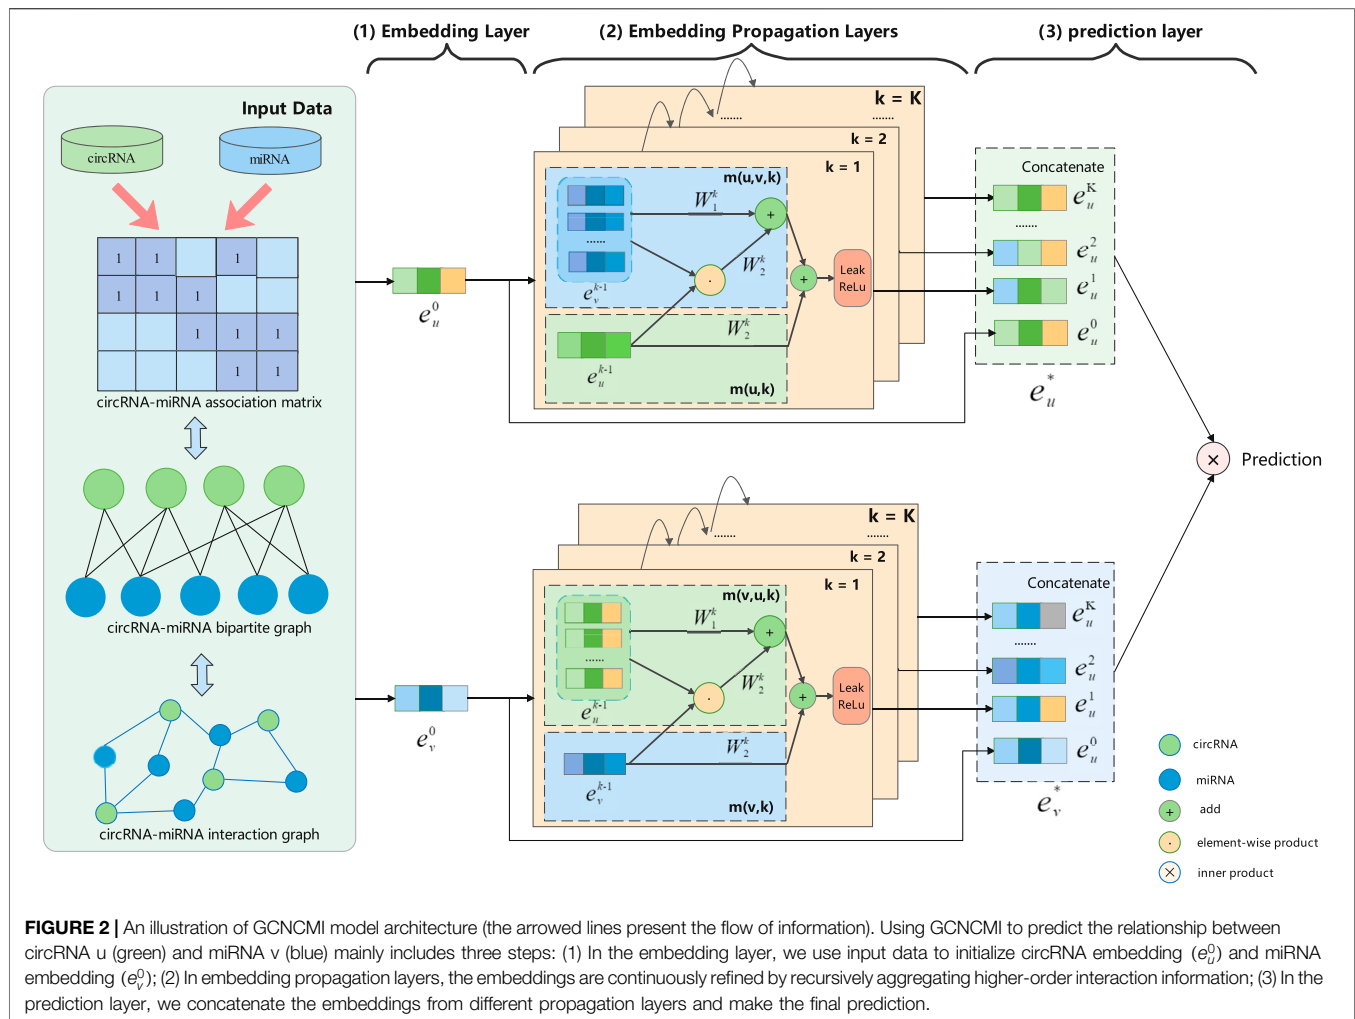 (1) Embedding Layer
(2) Embedding Propagation Layers
(3) prediction layer
Input Data
circRNA
miRNA
1 1 1
1 1 1
1 1 1
1 1
circRNA-miRNA association matrix
circRNA-miRNA bipartite graph
circRNA-miRNA interaction graph
e_u^0
k = K
.......
.......
k = 2
k = 1
m(u,v,k)
W_1^k
+
......
W_2^k
·
e_v^{k-1}
+
Leak
ReLu
W_2^k
e_u^{k-1}
m(u,k)
Concatenate
e_u^K
.......
e_u^2
e_u^1
e_u^0
e_u^*
× Prediction
e_v^0
k = K
.......
.......
k = 2
k = 1
m(v,u,k)
W_1^k
+
......
W_2^k
·
e_u^{k-1}
+
Leak
ReLu
W_2^k
e_v^{k-1}
m(v,k)
Concatenate
e_u^K
.......
e_u^2
e_u^1
e_u^0
e_v^*
circRNA
miRNA
+ add
· element-wise product
× inner product
FIGURE 2 | An illustration of GCNCMI model architecture (the arrowed lines present the flow of information). Using GCNCMI to predict the relationship between
circRNA u (green) and miRNA v (blue) mainly includes three steps: (1) In the embedding layer, we use input data to initialize circRNA embedding (e_u^0) and miRNA
embedding (e_v^0); (2) In embedding propagation layers, the embeddings are continuously refined by recursively aggregating higher-order interaction information; (3) In the
prediction layer, we concatenate the embeddings from different propagation layers and make the final prediction.